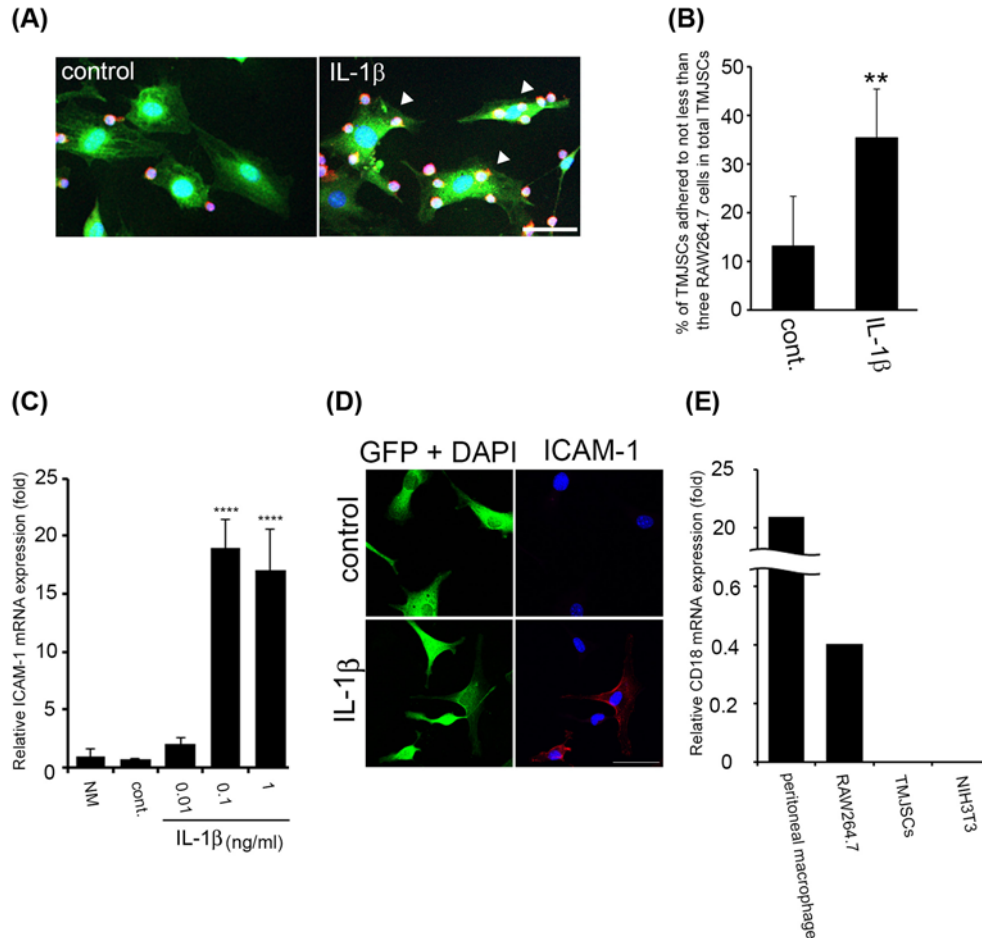 (A)
control
IL-1β
(B)
% of TMJSCs adhered to not less than
three RAW264.7 cells in total TMJSCs
50
40
30
20
10
0
**
cont.
IL-1β
(C)
Relative ICAM-1 mRNA expression (fold)
25
20
15
10
5
0
****
****
NM
cont.
0.01
0.1
1
IL-1β (ng/ml)
(D)
GFP + DAPI
ICAM-1
control
IL-1β
(E)
Relative CD18 mRNA expression (fold)
20
0.6
0.4
0.2
0
peritoneal macrophage
RAW264.7
TMJSCs
NIH3T3